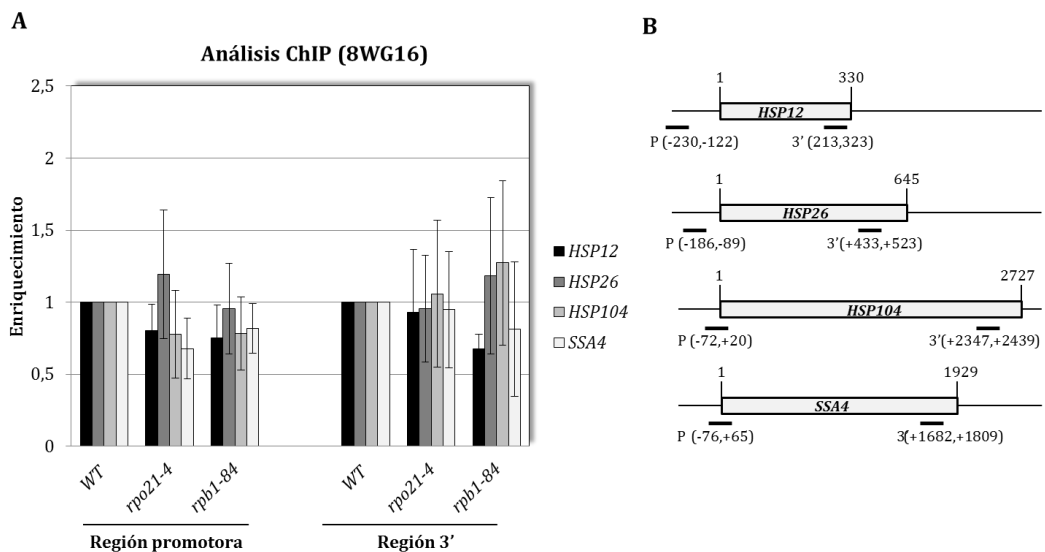 A
Análisis ChIP (8WG16)
Enriquecimiento
2,5
2
1,5
1
0,5
0
WT
rpo21-4
rpb1-84
WT
rpo21-4
rpb1-84
Región promotora
Región 3'
HSP12
HSP26
HSP104
SSA4
B
1 330
HSP12
P (-230,-122) 3' (213,323)
1 645
HSP26
P (-186,-89) 3'(+433,+523)
1 2727
HSP104
P (-72,+20) 3'(+2347,+2439)
1 1929
SSA4
P (-76,+65) 3'(+1682,+1809)